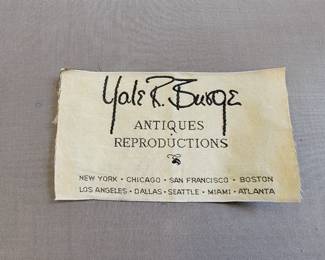 Yale R. Burge
ANTIQUES
REPRODUCTIONS
NEW YORK • CHICAGO • SAN FRANCISCO • BOSTON
LOS ANGELES • DALLAS • SEATTLE • MIAMI • ATLANTA